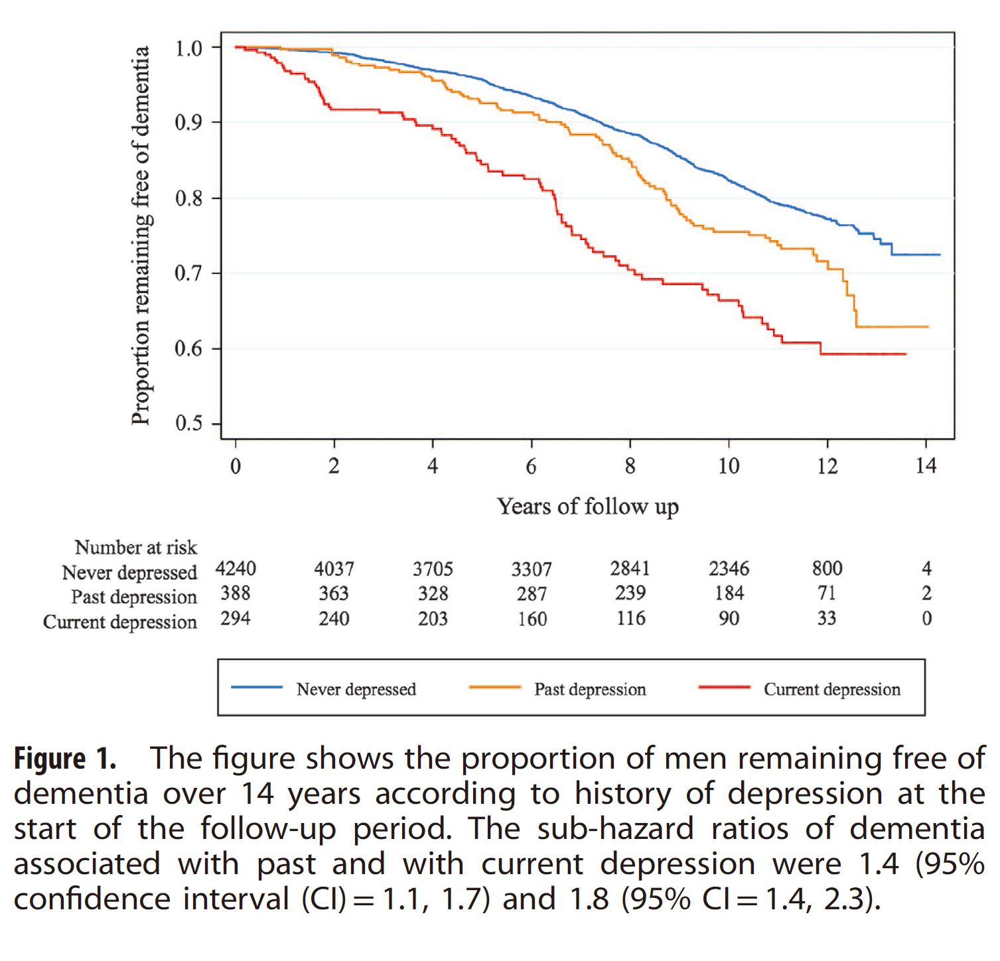 Proportion remaining free of dementia
1.0
0.9
0.8
0.7
0.6
0.5
0 2 4 6 8 10 12 14
Years of follow up
Number at risk
Never depressed 4240 4037 3705 3307 2841 2346 800 4
Past depression 388 363 328 287 239 184 71 2
Current depression 294 240 203 160 116 90 33 0
Never depressed Past depression Current depression
Figure 1. The figure shows the proportion of men remaining free of
dementia over 14 years according to history of depression at the
start of the follow-up period. The sub-hazard ratios of dementia
associated with past and with current depression were 1.4 (95%
confidence interval (CI) = 1.1, 1.7) and 1.8 (95% CI = 1.4, 2.3).